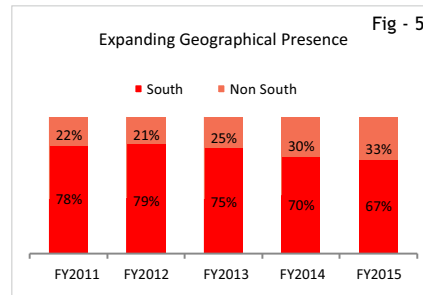 Fig - 5
Expanding Geographical Presence
South Non South
22% 21% 25% 30% 33%
78% 79% 75% 70% 67%
FY2011 FY2012 FY2013 FY2014 FY2015